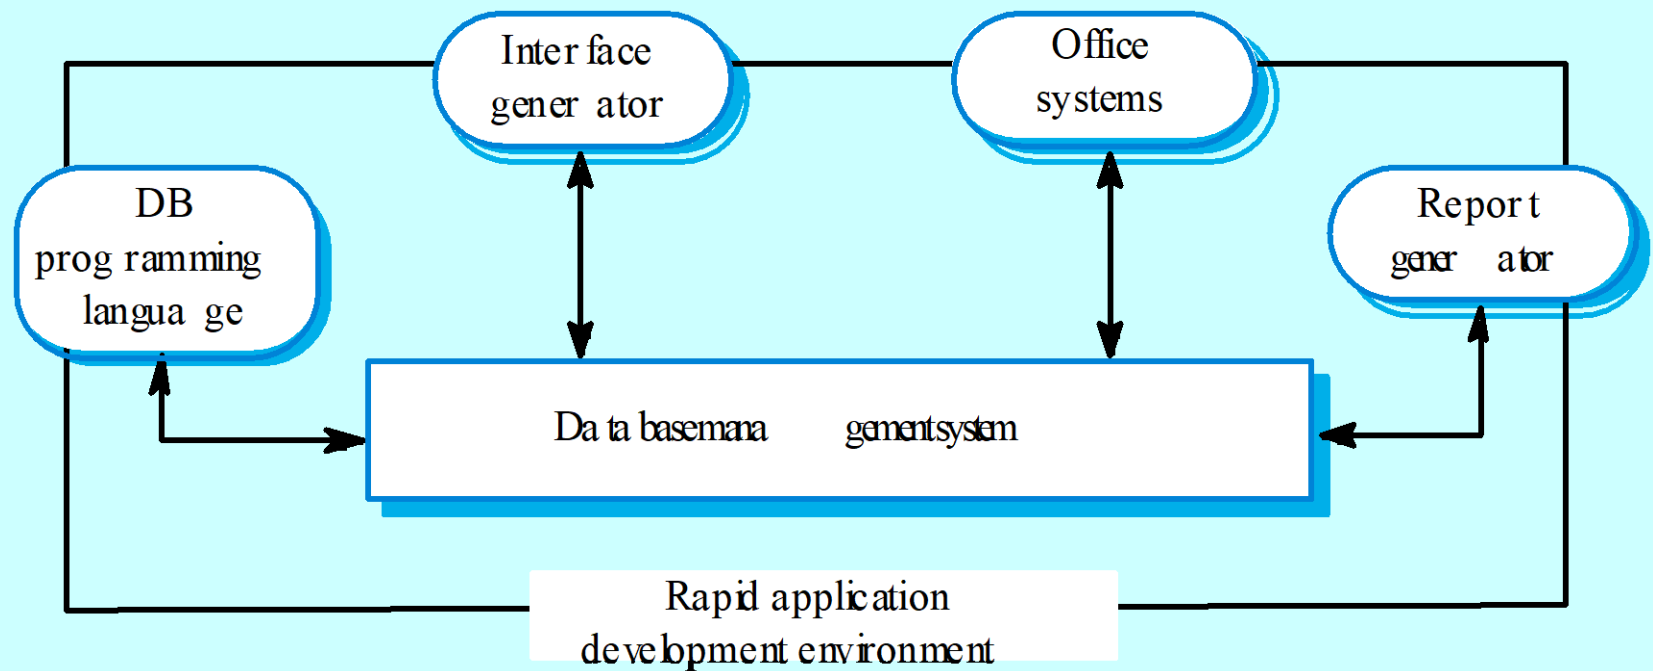 Interface
generator
Office
systems
DB
programming
language
Report
generator
Database management system
Rapid application
development environment